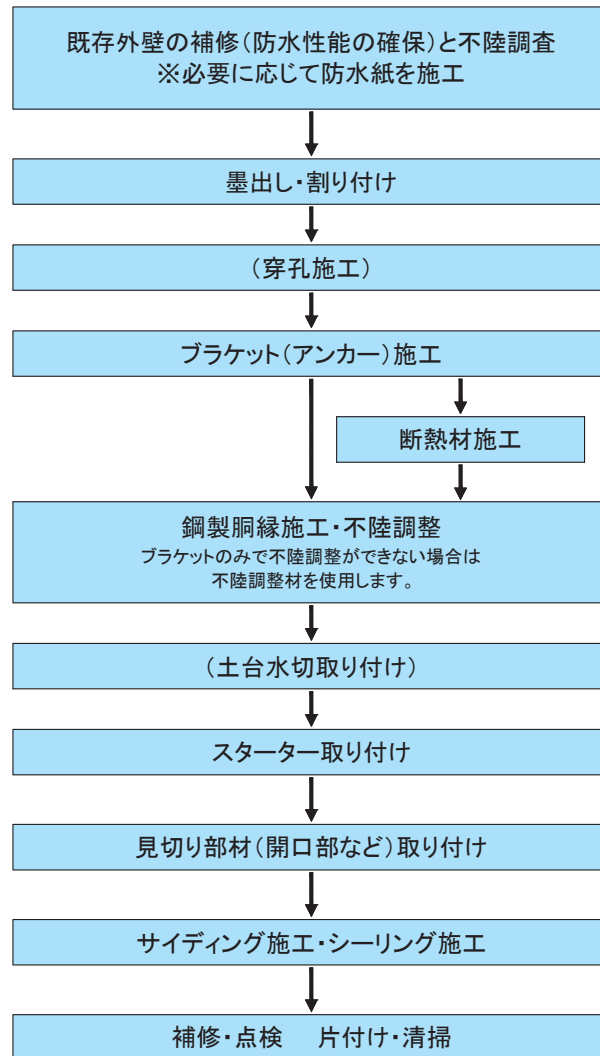 既存外壁の補修（防水性能の確保）と不陸調査
※必要に応じて防水紙を施工
墨出し・割り付け
（穿孔施工）
ブラケット（アンカー）施工
断熱材施工
鋼製胴縁施工・不陸調整
ブラケットのみで不陸調整ができない場合は
不陸調整材を使用します。
（土台水切取り付け）
スターター取り付け
見切り部材（開口部など）取り付け
サイディング施工・シーリング施工
補修・点検　片付け・清掃